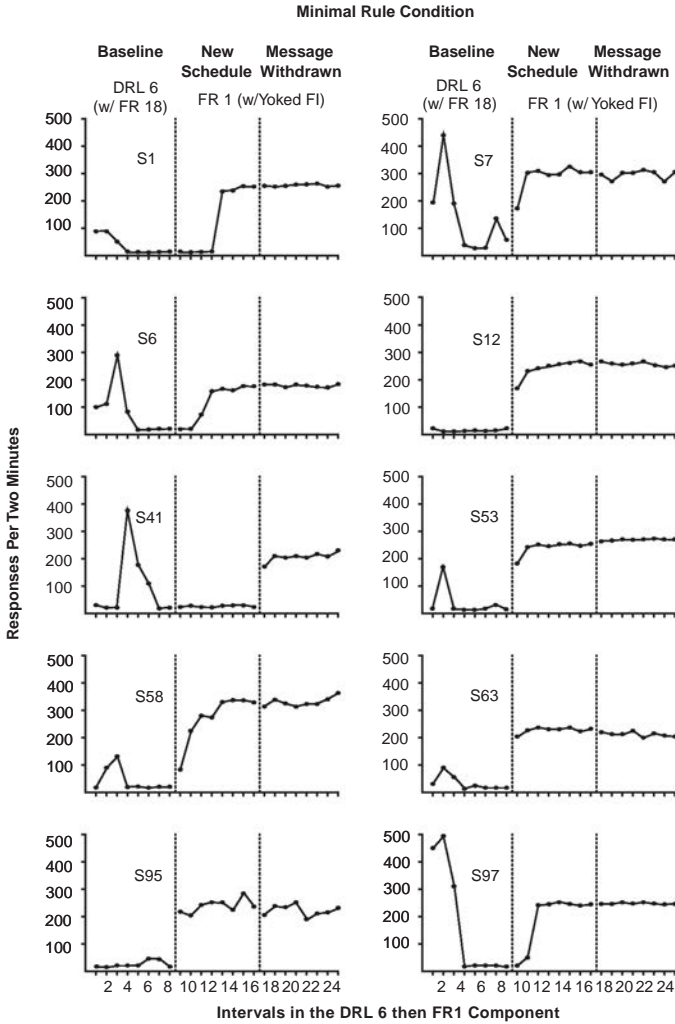 Minimal Rule Condition
Baseline New Message Baseline New Message
Schedule Withdrawn Schedule Withdrawn
DRL 6 DRL 6
(w/ FR 18) FR 1 (w/Yoked FI) (w/ FR 18) FR 1 (w/Yoked FI)
500 500
S1 S7
400 400
300 300
200 200
100 100
500 500
S6 S12
400 400
300 300
200 200
100 100
500 500
S41 S53
400 400
300 300
200 200
100 100
500 500
S58 S63
400 400
300 300
200 200
100 100
500 500
S95 S97
400 400
300 300
200 200
100 100
2 4 6 8 10 12 14 16 18 20 22 24 2 4 6 8 10 12 14 16 18 20 22 24
Responses Per Two Minutes
Intervals in the DRL 6 then FR1 Component